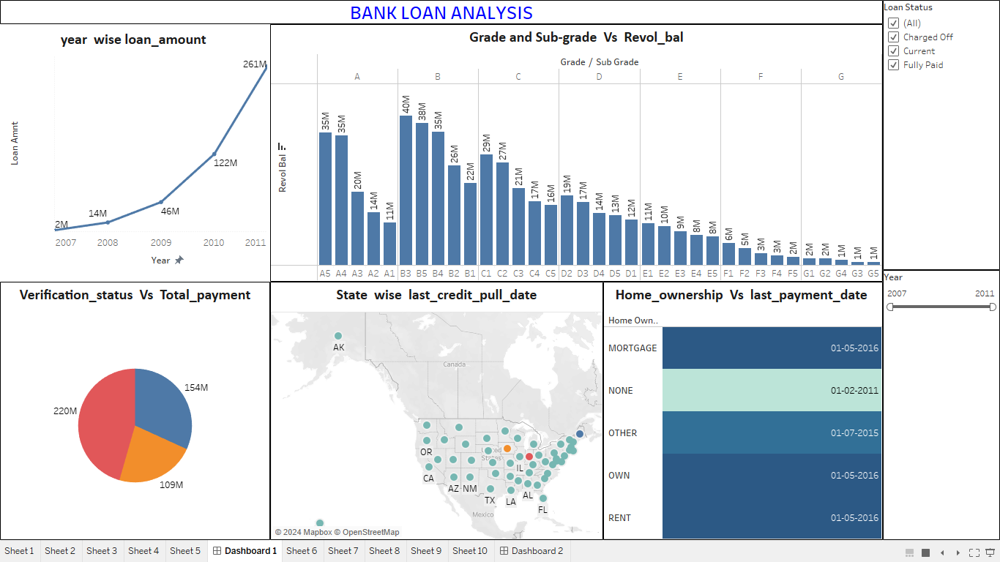 BANK LOAN ANALYSIS
year wise loan_amount
Loan Amnt
261M
122M
46M
14M
2M
2007 2008 2009 2010 2011
Year
Grade and Sub-grade Vs Revol_bal
Grade / Sub Grade
A B C D E F G
Revol Bal
35M 35M 20M 14M 11M 40M 38M 35M 26M 22M 29M 27M 21M 17M 16M 19M 17M 14M 13M 12M 11M 10M 9M 8M 8M 6M 5M 3M 3M 2M 2M 2M 1M 1M 1M
A5 A4 A3 A2 A1 B3 B5 B4 B2 B1 C1 C2 C3 C4 C5 D2 D3 D4 D5 D1 E1 E2 E3 E4 E5 F1 F2 F3 F4 F5 G1 G2 G4 G3 G5
Loan Status
(All)
Charged Off
Current
Fully Paid
Year
2007 2011
Verification_status Vs Total_payment
154M
220M
109M
State wise last_credit_pull_date
AK
Canada
United
States
OR
IL
CA
AZ NM
TX LA AL
FL
Mexico
© 2024 Mapbox © OpenStreetMap
Home_ownership Vs last_payment_date
Home Own..
MORTGAGE 01-05-2016
NONE 01-02-2011
OTHER 01-07-2015
OWN 01-05-2016
RENT 01-05-2016
Sheet 1 Sheet 2 Sheet 3 Sheet 4 Sheet 5 Dashboard 1 Sheet 6 Sheet 7 Sheet 8 Sheet 9 Sheet 10 Dashboard 2